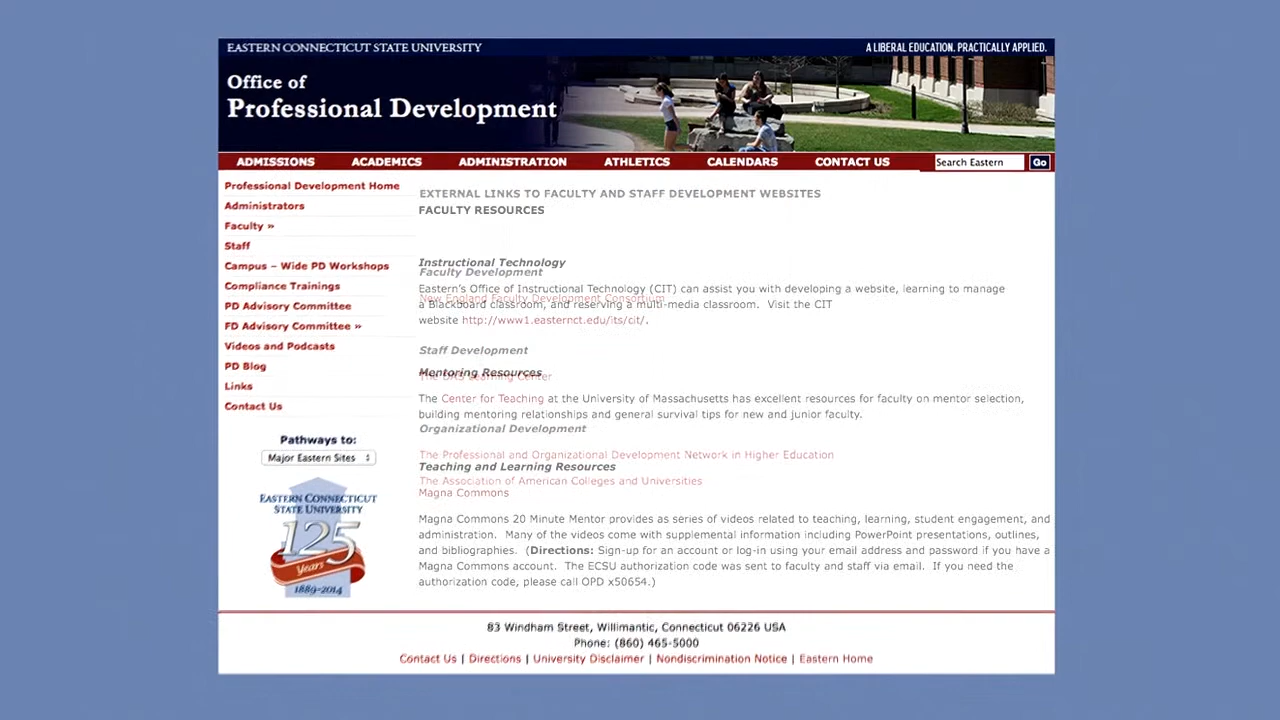 EASTERN CONNECTICUT STATE UNIVERSITY
A LIBERAL EDUCATION. PRACTICALLY APPLIED.
Office of
Professional Development
ADMISSIONS ACADEMICS ADMINISTRATION ATHLETICS CALENDARS CONTACT US Search Eastern Go
Professional Development Home
Administrators
Faculty »
Staff
Campus – Wide PD Workshops
Compliance Trainings
PD Advisory Committee
FD Advisory Committee »
Videos and Podcasts
PD Blog
Links
Contact Us
Pathways to:
Major Eastern Sites
EASTERN CONNECTICUT
STATE UNIVERSITY
125
Years
1889-2014
EXTERNAL LINKS TO FACULTY AND STAFF DEVELOPMENT WEBSITES
FACULTY RESOURCES
Instructional Technology
Faculty Development
Eastern's Office of Instructional Technology (CIT) can assist you with developing a website, learning to manage
New England Faculty Development Consortium
a Blackboard classroom, and reserving a multi-media classroom. Visit the CIT
website http://www1.easternct.edu/its/cit/.
Staff Development
Mentoring Resources
The DAS Learning Center
The Center for Teaching at the University of Massachusetts has excellent resources for faculty on mentor selection,
building mentoring relationships and general survival tips for new and junior faculty.
Organizational Development
The Professional and Organizational Development Network in Higher Education
Teaching and Learning Resources
The Association of American Colleges and Universities
Magna Commons
Magna Commons 20 Minute Mentor provides as series of videos related to teaching, learning, student engagement, and
administration. Many of the videos come with supplemental information including PowerPoint presentations, outlines,
and bibliographies. (Directions: Sign-up for an account or log-in using your email address and password if you have a
Magna Commons account. The ECSU authorization code was sent to faculty and staff via email. If you need the
authorization code, please call OPD x50654.)
83 Windham Street, Willimantic, Connecticut 06226 USA
Phone: (860) 465-5000
Contact Us | Directions | University Disclaimer | Nondiscrimination Notice | Eastern Home